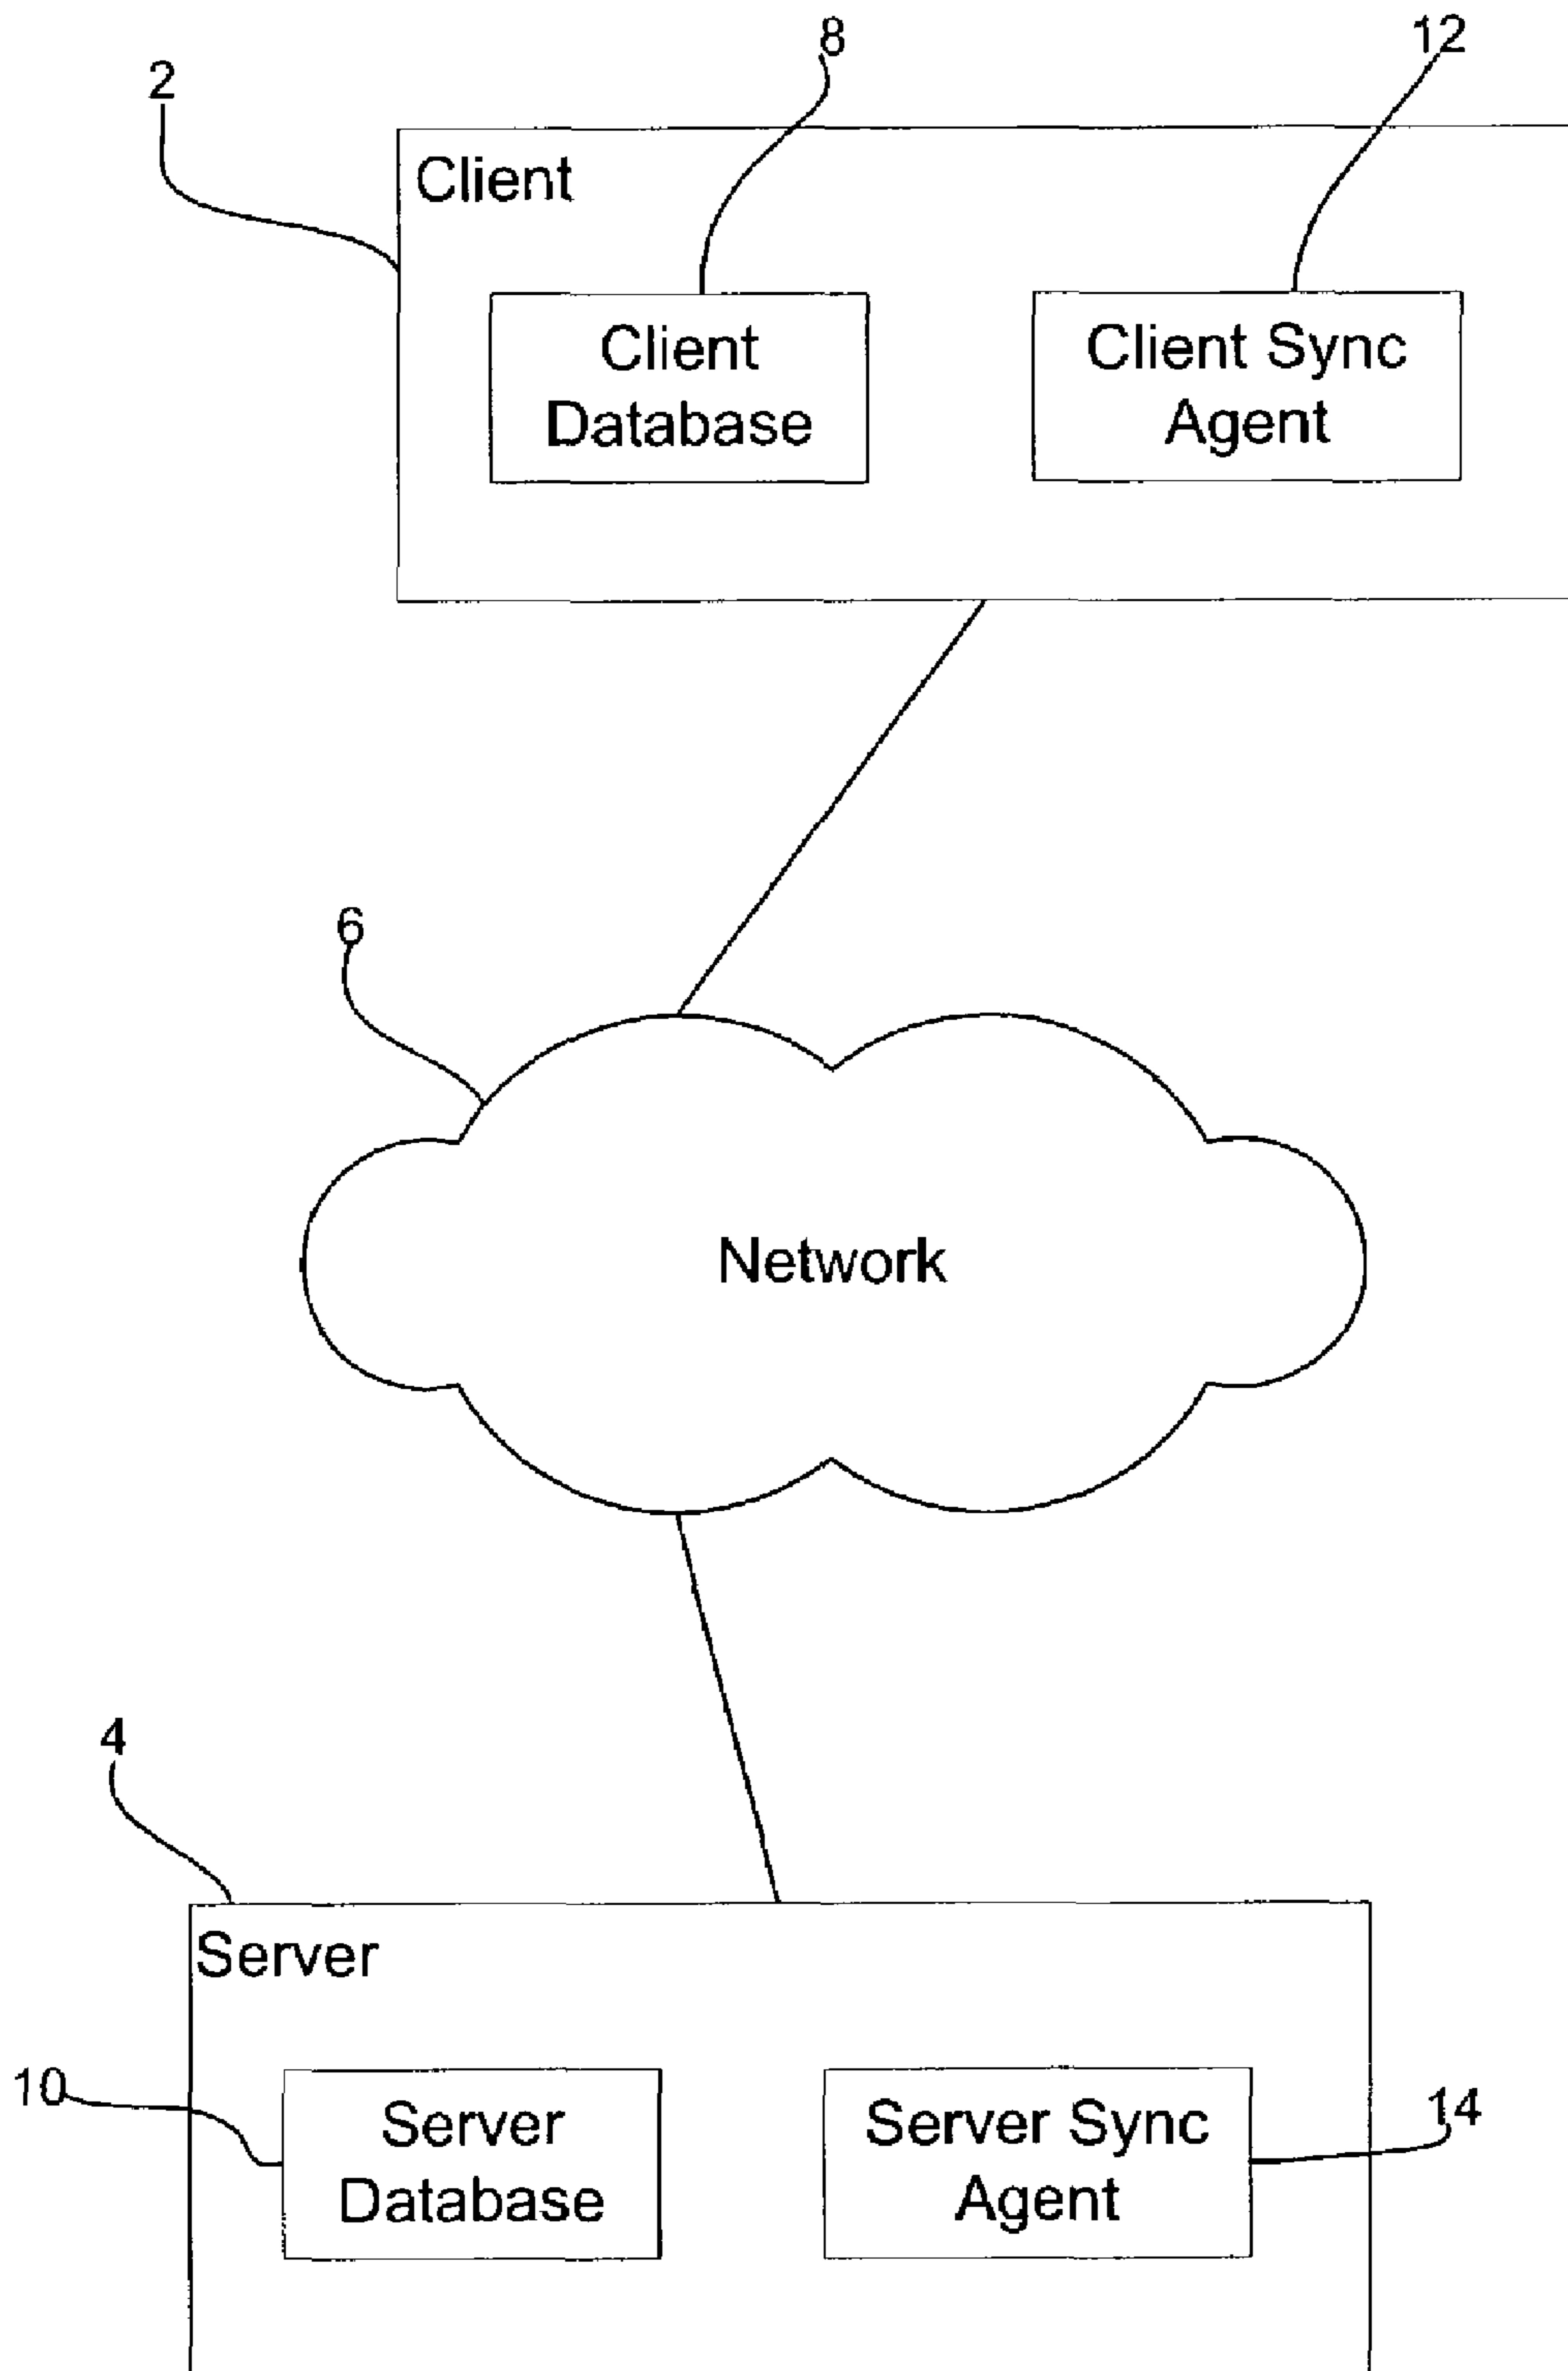 8
12
2
Client
Client
Database
Client Sync
Agent
6
Network
4
Server
10
Server
Database
Server Sync
Agent
14